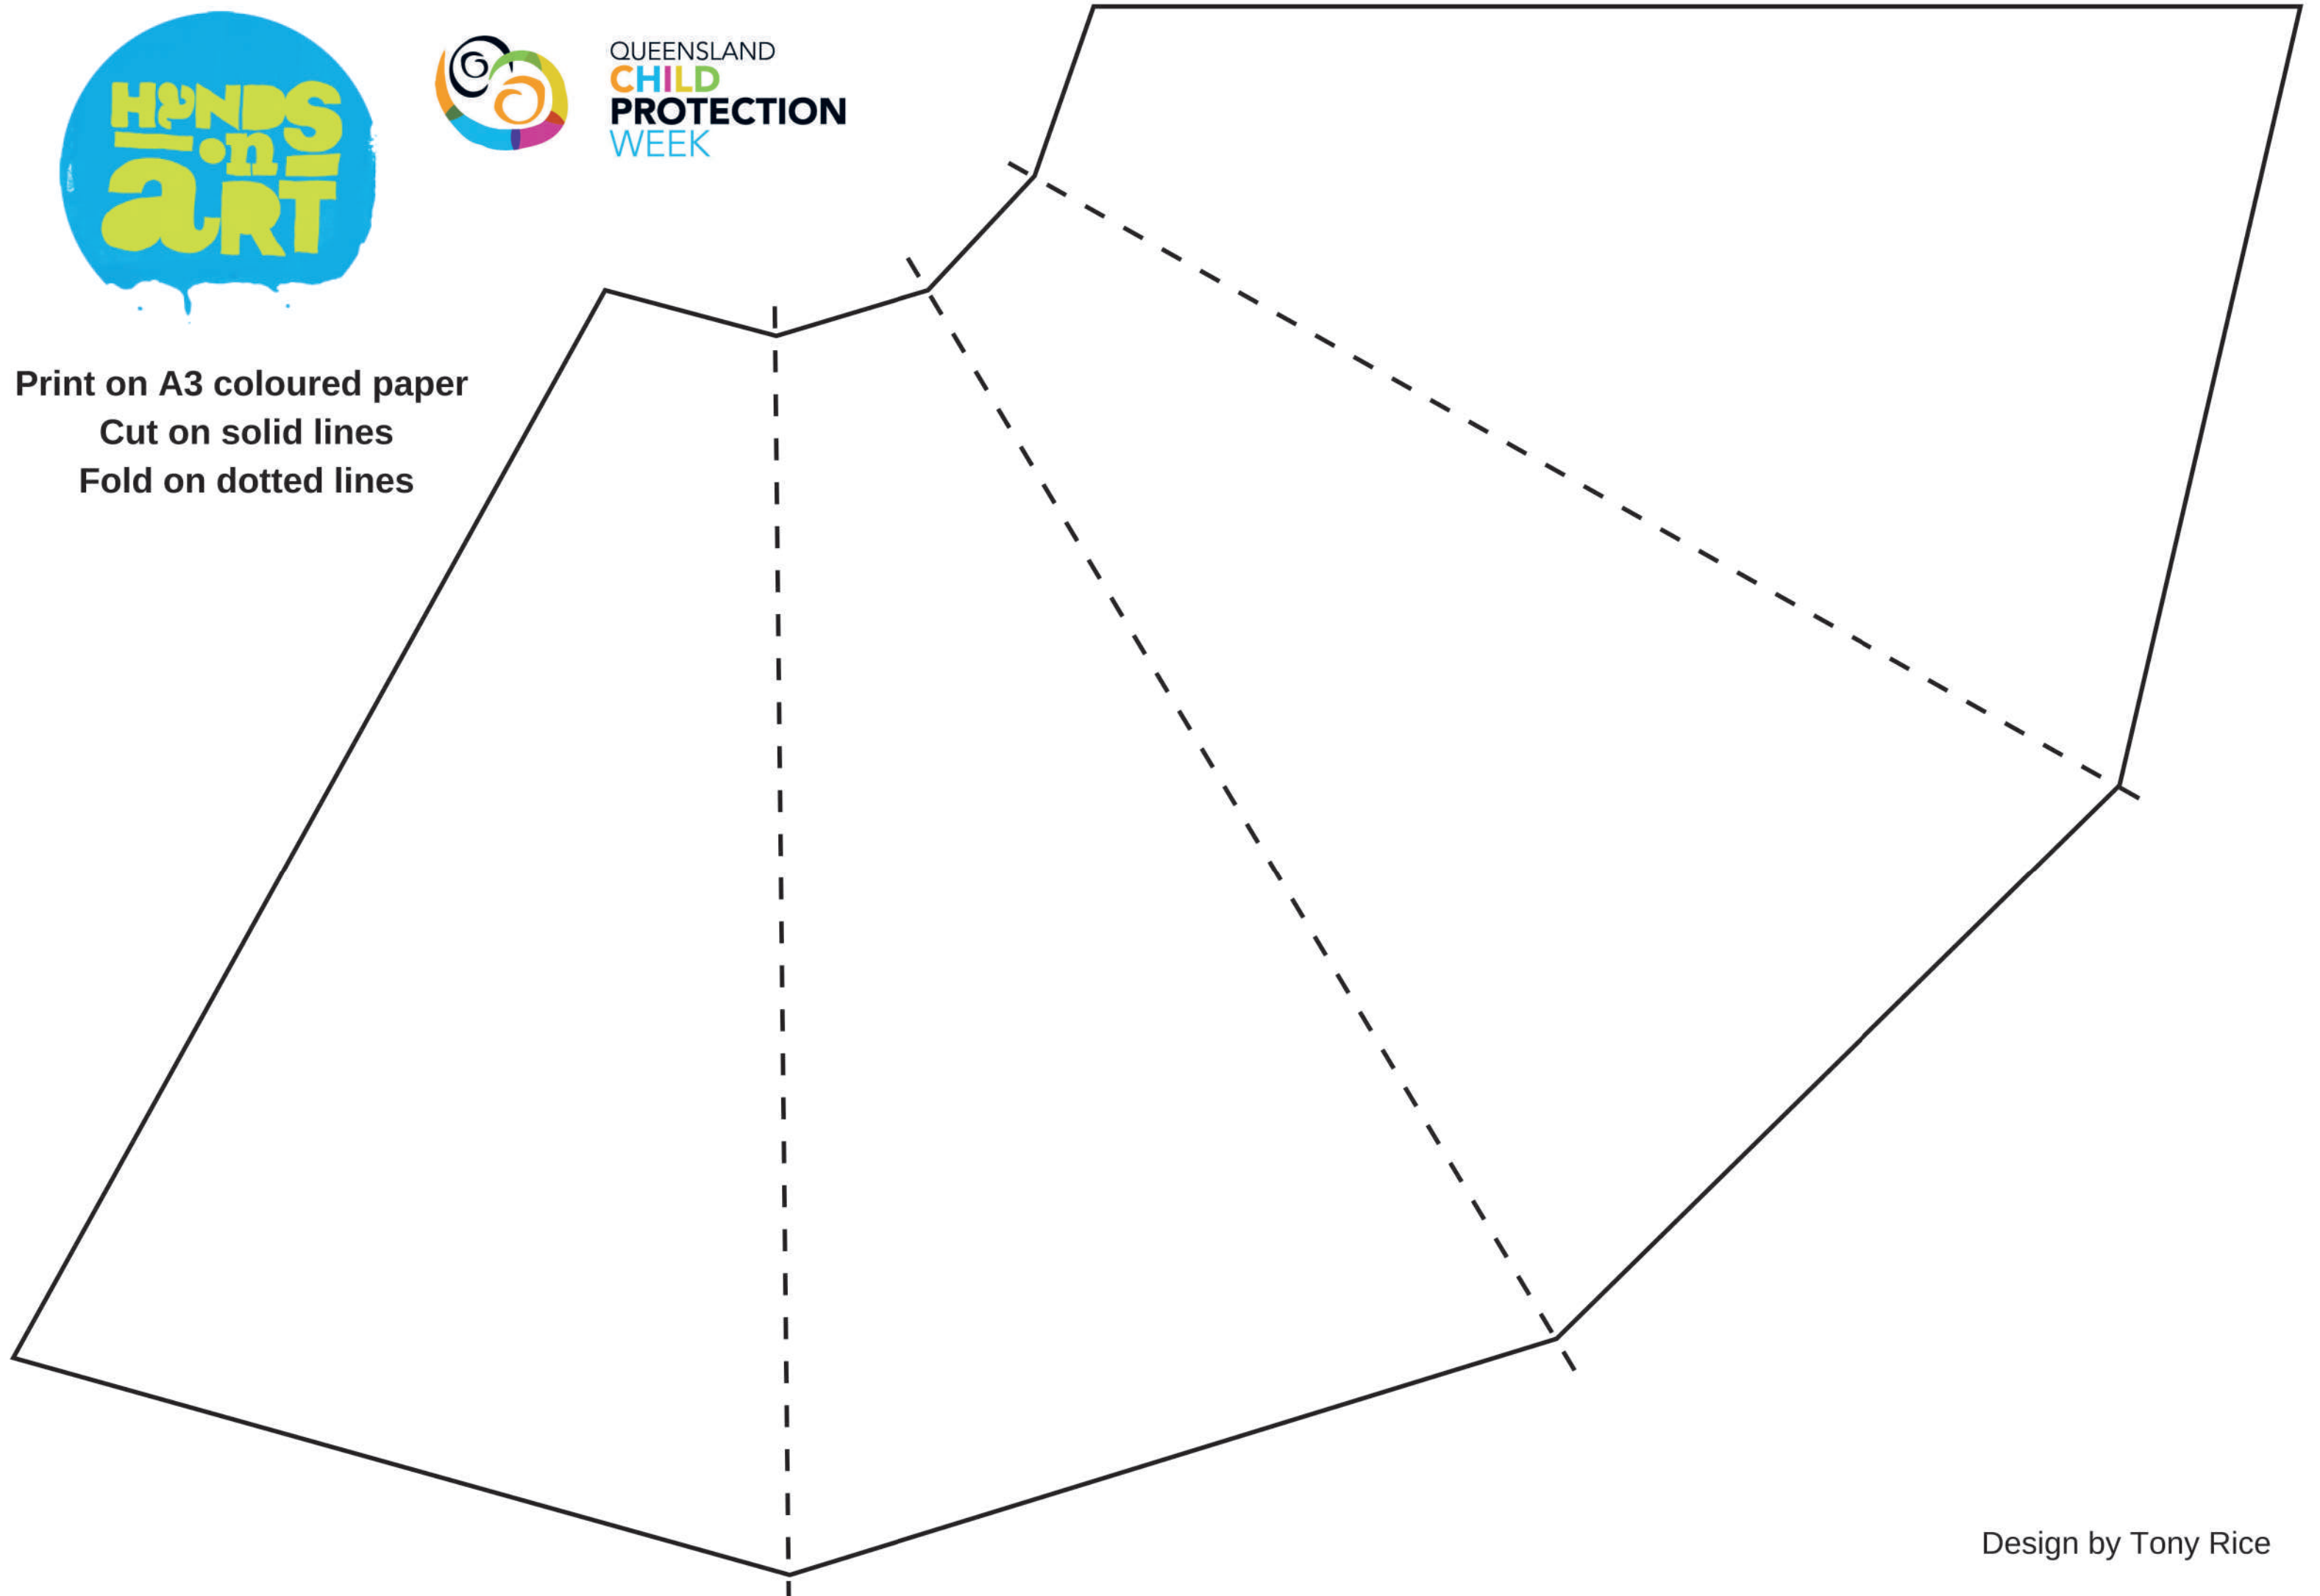 HANDS
on
aRT
QUEENSLAND
CHILD
PROTECTION
WEEK
Print on A3 coloured paper
Cut on solid lines
Fold on dotted lines
Design by Tony Rice